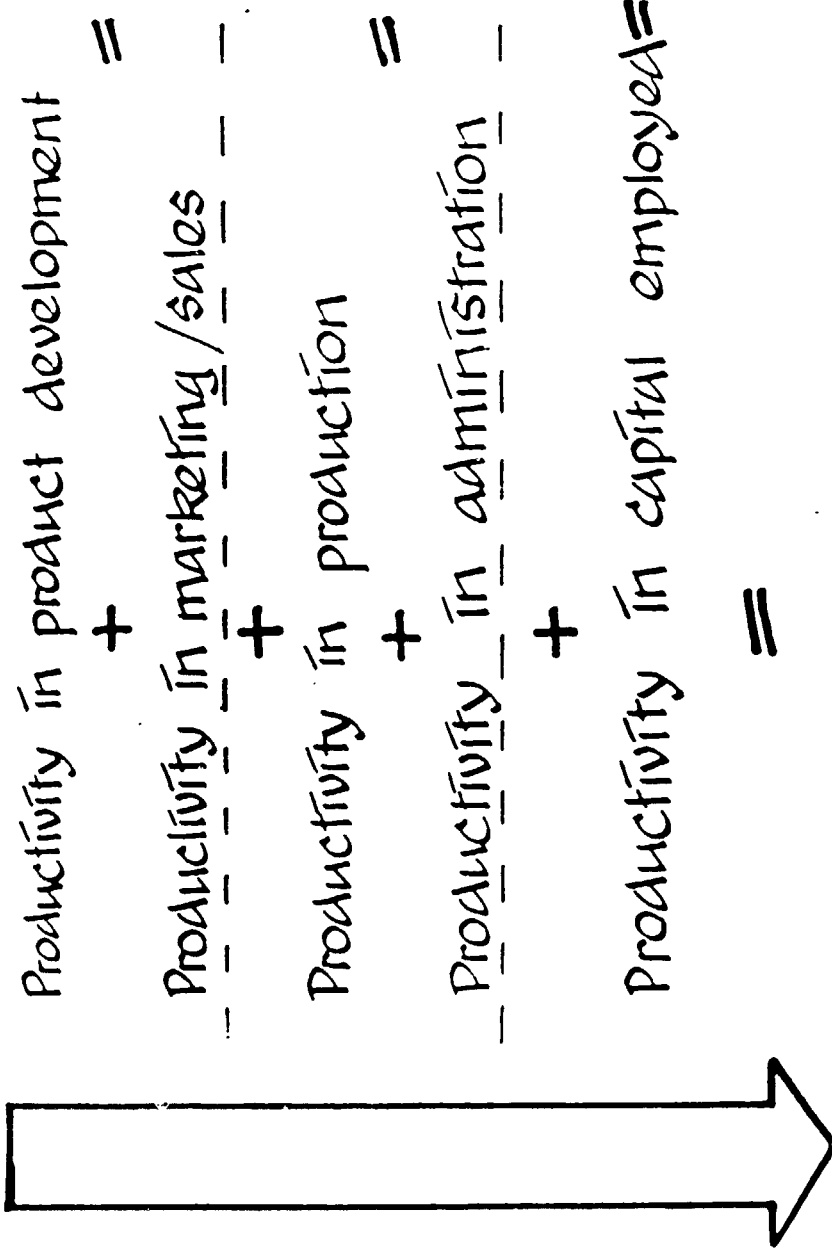 Productivity in product development
+ =
Productivity in marketing/sales
+
Productivity in production
+ =
Productivity in administration
+
Productivity in capital employed=
=